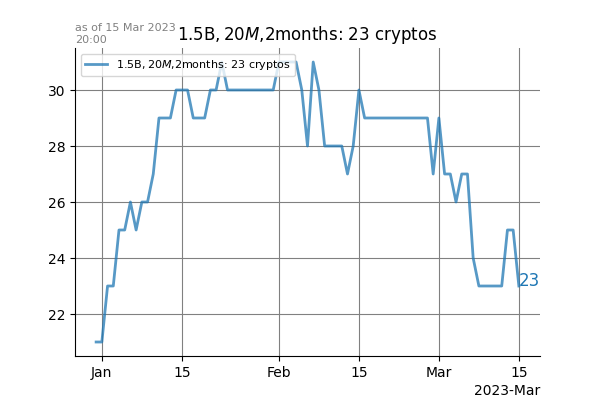 as of 15 Mar 2023
20:00
1.5B, 20M,2months: 23 cryptos
1.5B, 20M,2months: 23 cryptos
30
28
26
24
22
23
Jan 15 Feb 15 Mar 15
2023-Mar